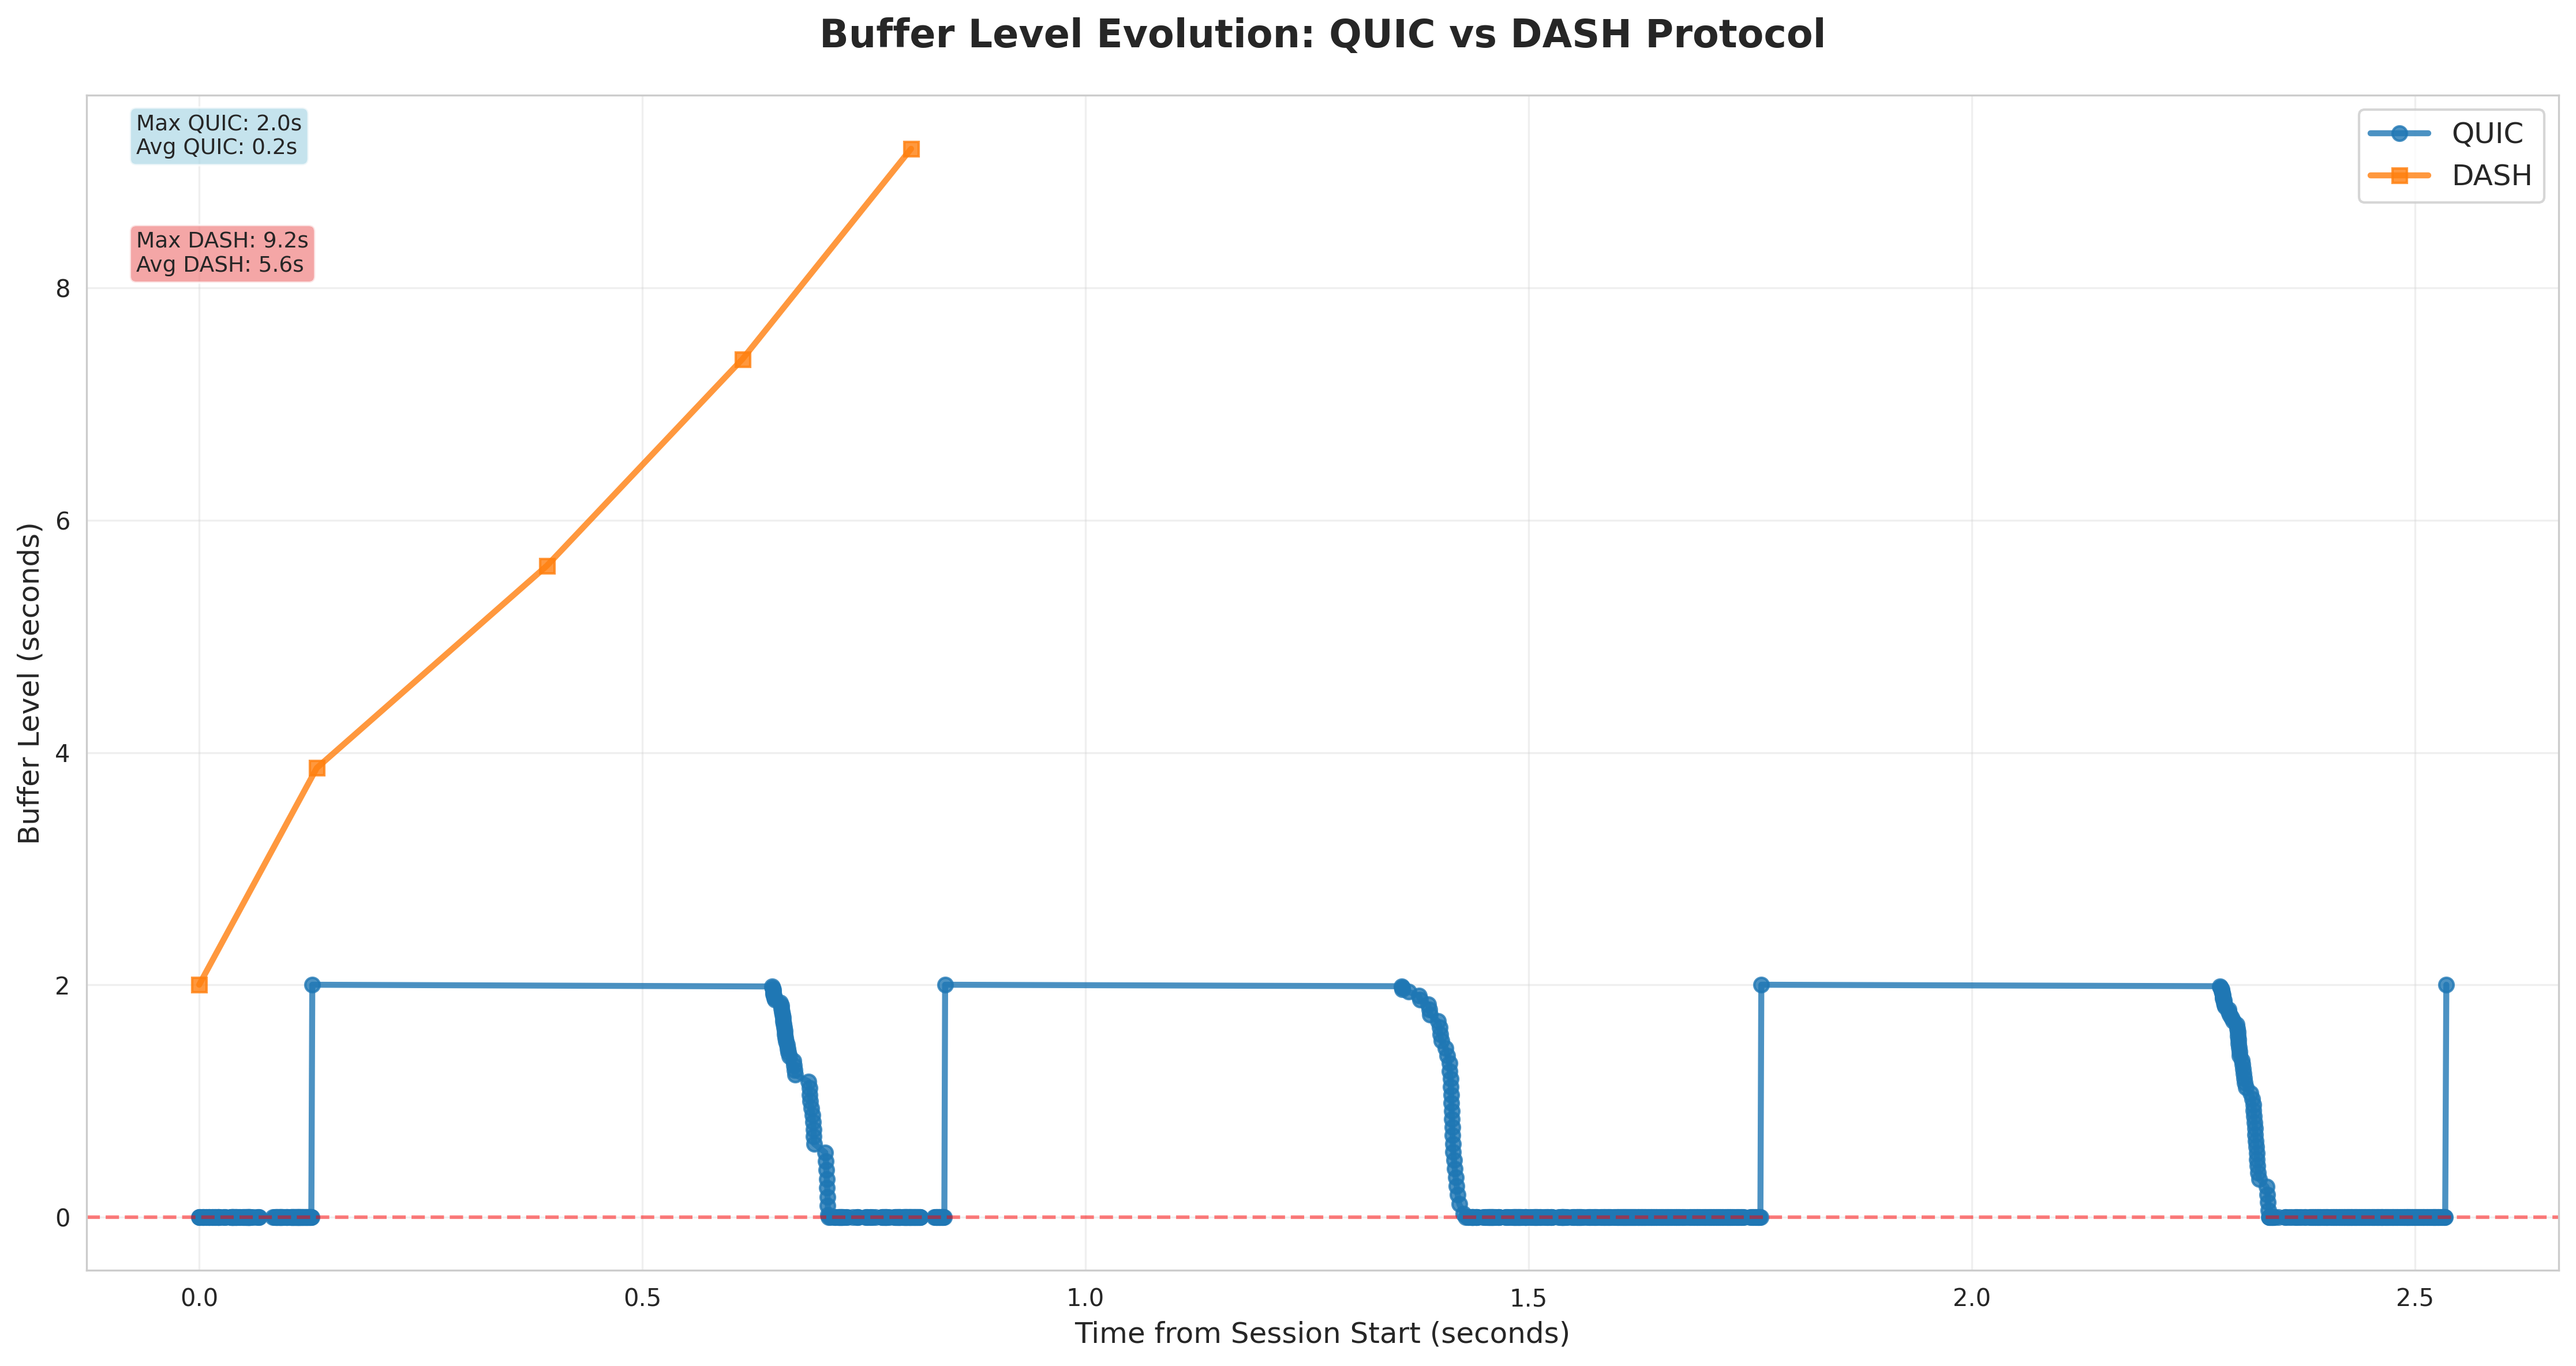 Buffer Level Evolution: QUIC vs DASH Protocol
Max QUIC: 2.0s
Avg QUIC: 0.2s
Max DASH: 9.2s
Avg DASH: 5.6s
QUIC
DASH
Buffer Level (seconds)
8
6
4
2
0
0.0
0.5
1.0
1.5
2.0
2.5
Time from Session Start (seconds)